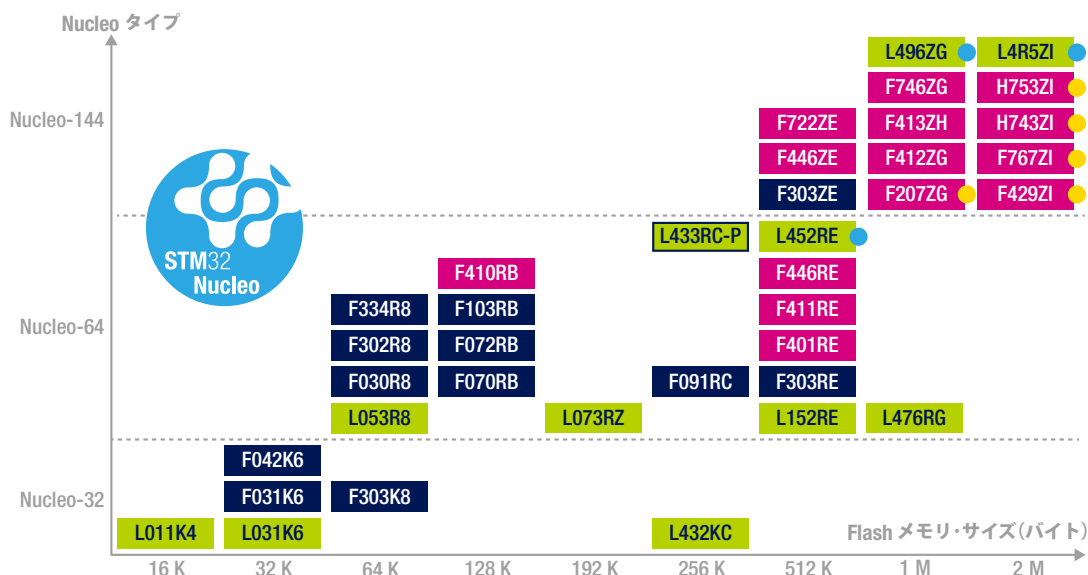 Nucleo タイプ
L496ZG L4R5ZI
F746ZG H753ZI
Nucleo-144 F722ZE F413ZH H743ZI
F446ZE F412ZG F767ZI
F303ZE F207ZG F429ZI
STM32
Nucleo
L433RC-P L452RE
F410RB F446RE
F334R8 F103RB F411RE
Nucleo-64
F302R8 F072RB F401RE
F030R8 F070RB F091RC F303RE
L053R8 L073RZ L152RE L476RG
F042K6
Nucleo-32 F031K6 F303K8
L011K4 L031K6 L432KC
Flash メモリ・サイズ(バイト)
16 K 32 K 64 K 128 K 192 K 256 K 512 K 1 M 2 M